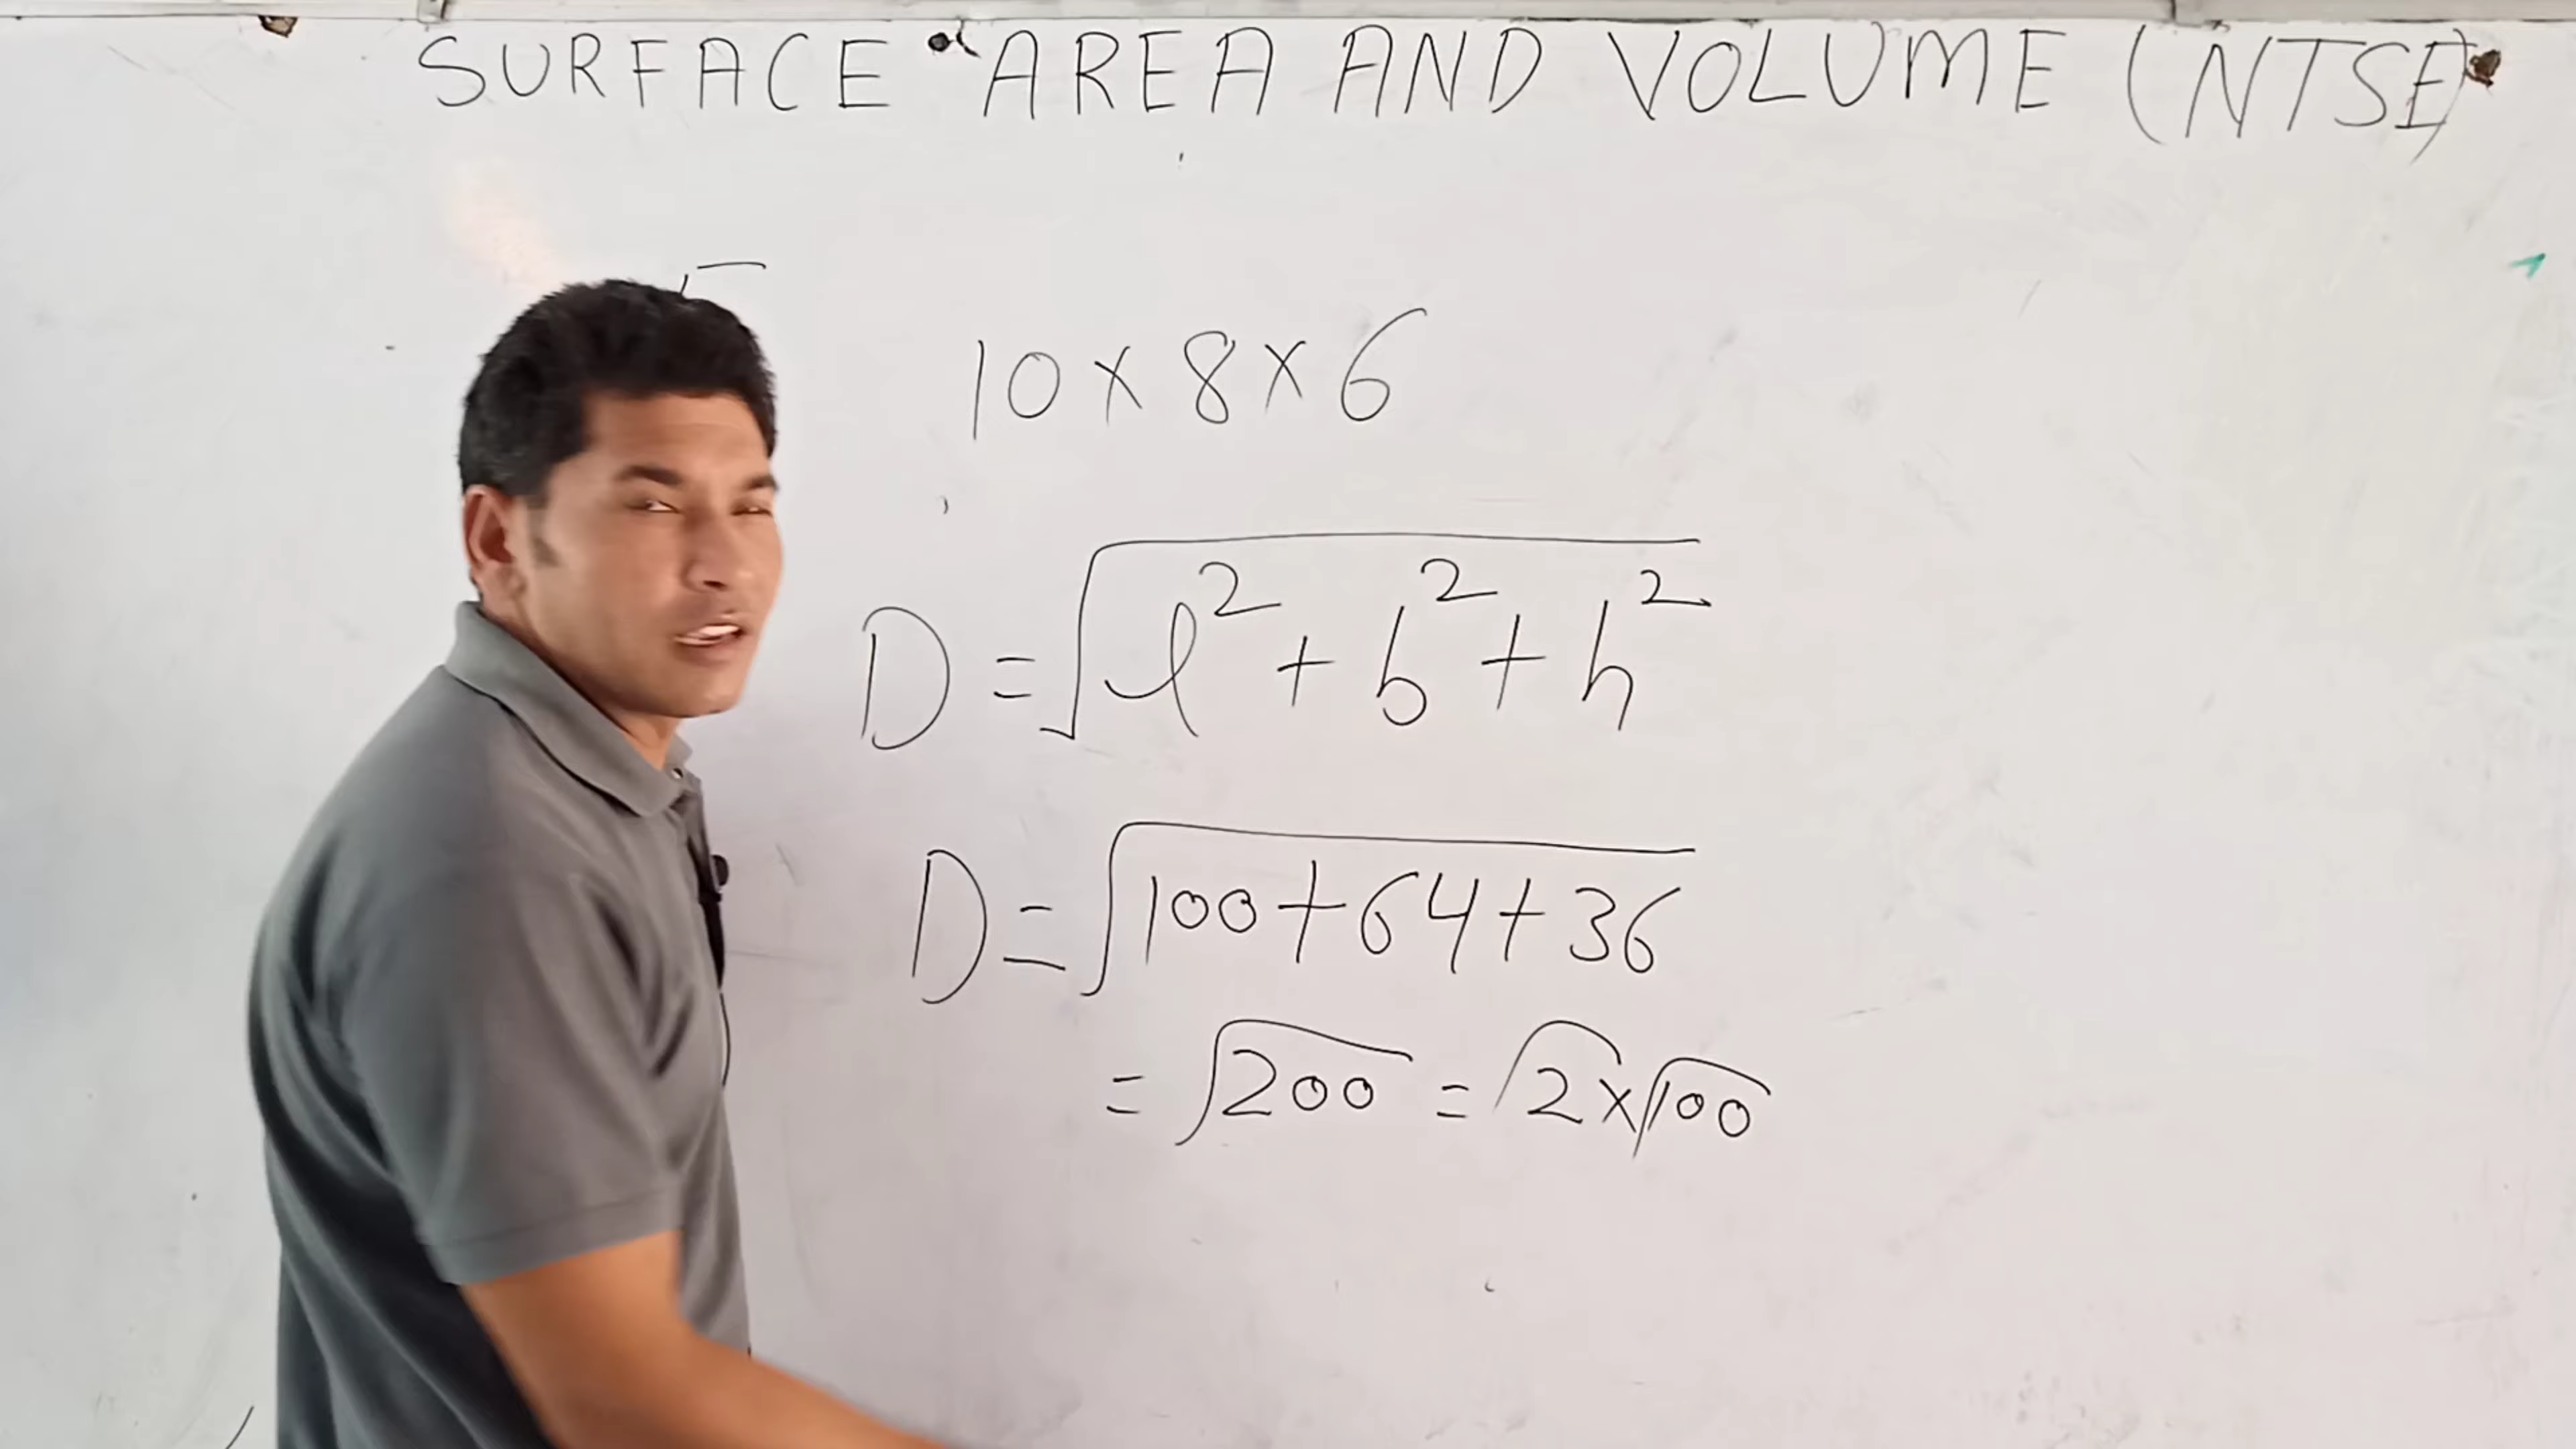 SURFACE AREA AND VOLUME (NTSE)
10 × 8 × 6
D = √l² + b² + h²
D = √100 + 64 + 36
= √200 = √2 × √100